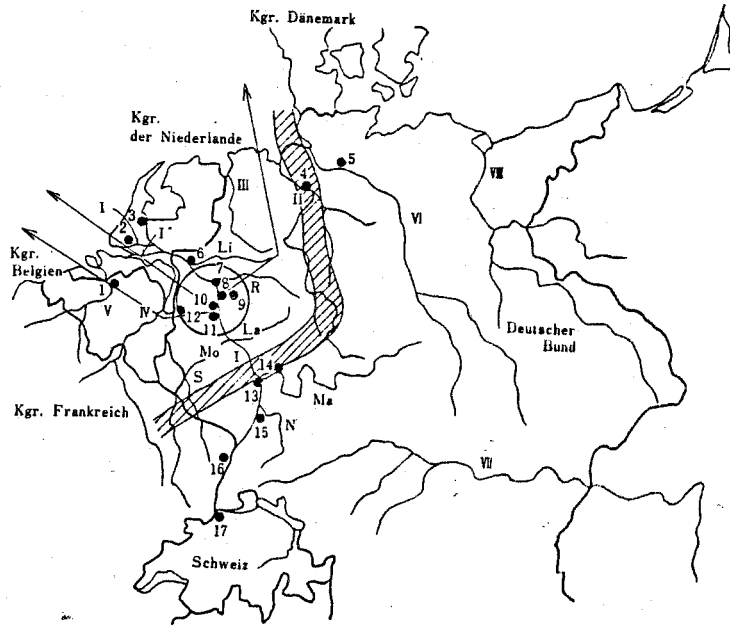 Kgr. Dänemark
Kgr.
der Niederlande
Kgr.
Belgien
Kgr. Frankreich
Deutscher
Bund
Schweiz
I
I"
II
III
IV
V
VI
VII
VIII
Li
R
La
Mo
I
S
Ma
N
1
2
3
4
5
6
7
8
9
10
11
12
13
14
15
16
17